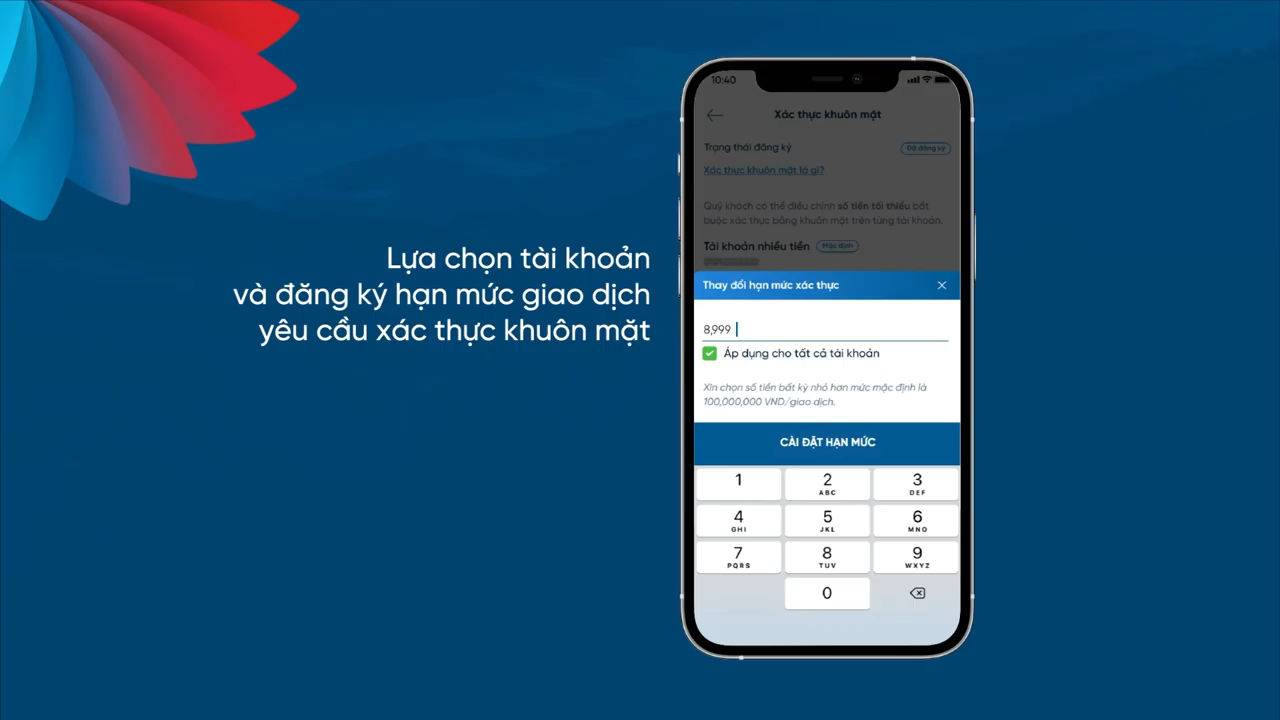 Lựa chọn tài khoản
và đăng ký hạn mức giao dịch
yêu cầu xác thực khuôn mặt
10:40
Xác thực khuôn mặt
Trạng thái đăng ký
Đã đăng ký
Xác thực khuôn mặt là gì?
Quý khách có thể điều chỉnh số tiền tối thiểu bắt
buộc xác thực bằng khuôn mặt trên từng tài khoản.
Tài khoản nhiều tiền
Mặc định
Thay đổi hạn mức xác thực
8,999
Áp dụng cho tất cả tài khoản
Xin chọn số tiền bất kỳ nhỏ hơn mức mặc định là
100,000,000 VND/giao dịch.
CÀI ĐẶT HẠN MỨC
1 2 3
ABC DEF
4 5 6
GHI JKL MNO
7 8 9
PQRS TUV WXYZ
0